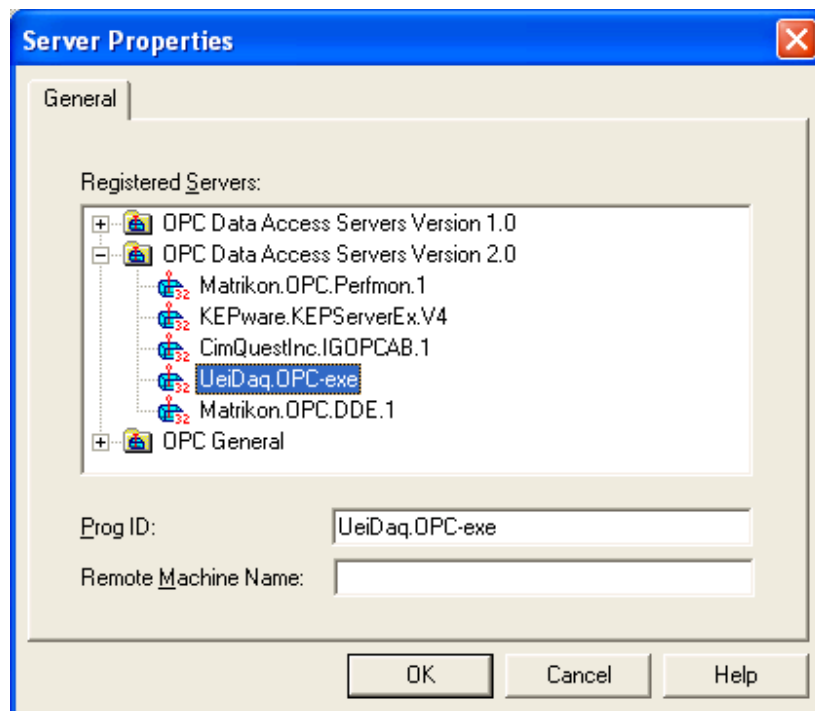 Server Properties
General
Registered Servers:
OPC Data Access Servers Version 1.0
OPC Data Access Servers Version 2.0
Matrikon.OPC.Perfmon.1
KEPware.KEPServerEx.V4
CimQuestInc.IGOPCAB.1
UeiDaq.OPC-exe
Matrikon.OPC.DDE.1
OPC General
Prog ID: UeiDaq.OPC-exe
Remote Machine Name:
OK Cancel Help